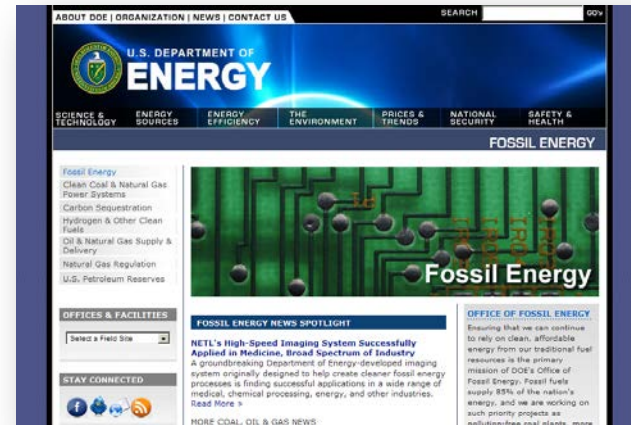 ABOUT DOE | ORGANIZATION | NEWS | CONTACT US
SEARCH
GO
U.S. DEPARTMENT OF
ENERGY
SCIENCE & TECHNOLOGY
ENERGY SOURCES
ENERGY EFFICIENCY
THE ENVIRONMENT
PRICES & TRENDS
NATIONAL SECURITY
SAFETY & HEALTH
FOSSIL ENERGY
Fossil Energy
Clean Coal & Natural Gas
Power Systems
Carbon Sequestration
Hydrogen & Other Clean
Fuels
Oil & Natural Gas Supply &
Delivery
Natural Gas Regulation
U.S. Petroleum Reserves
Fossil Energy
OFFICES & FACILITIES
Select a Field Site
STAY CONNECTED
FOSSIL ENERGY NEWS SPOTLIGHT
NETL's High-Speed Imaging System Successfully
Applied in Medicine, Broad Spectrum of Industry
A groundbreaking Department of Energy-developed imaging
system originally designed to help create cleaner fossil energy
processes is finding successful applications in a wide range of
medical, chemical processing, energy, and other industries.
Read More >
MORE COAL, OIL & GAS NEWS
OFFICE OF FOSSIL ENERGY
Ensuring that we can continue
to rely on clean, affordable
energy from our traditional fuel
resources is the primary
mission of DOE's Office of
Fossil Energy. Fossil fuels
supply 85% of the nation's
energy, and we are working on
such priority projects as
pollution-free coal plants, more